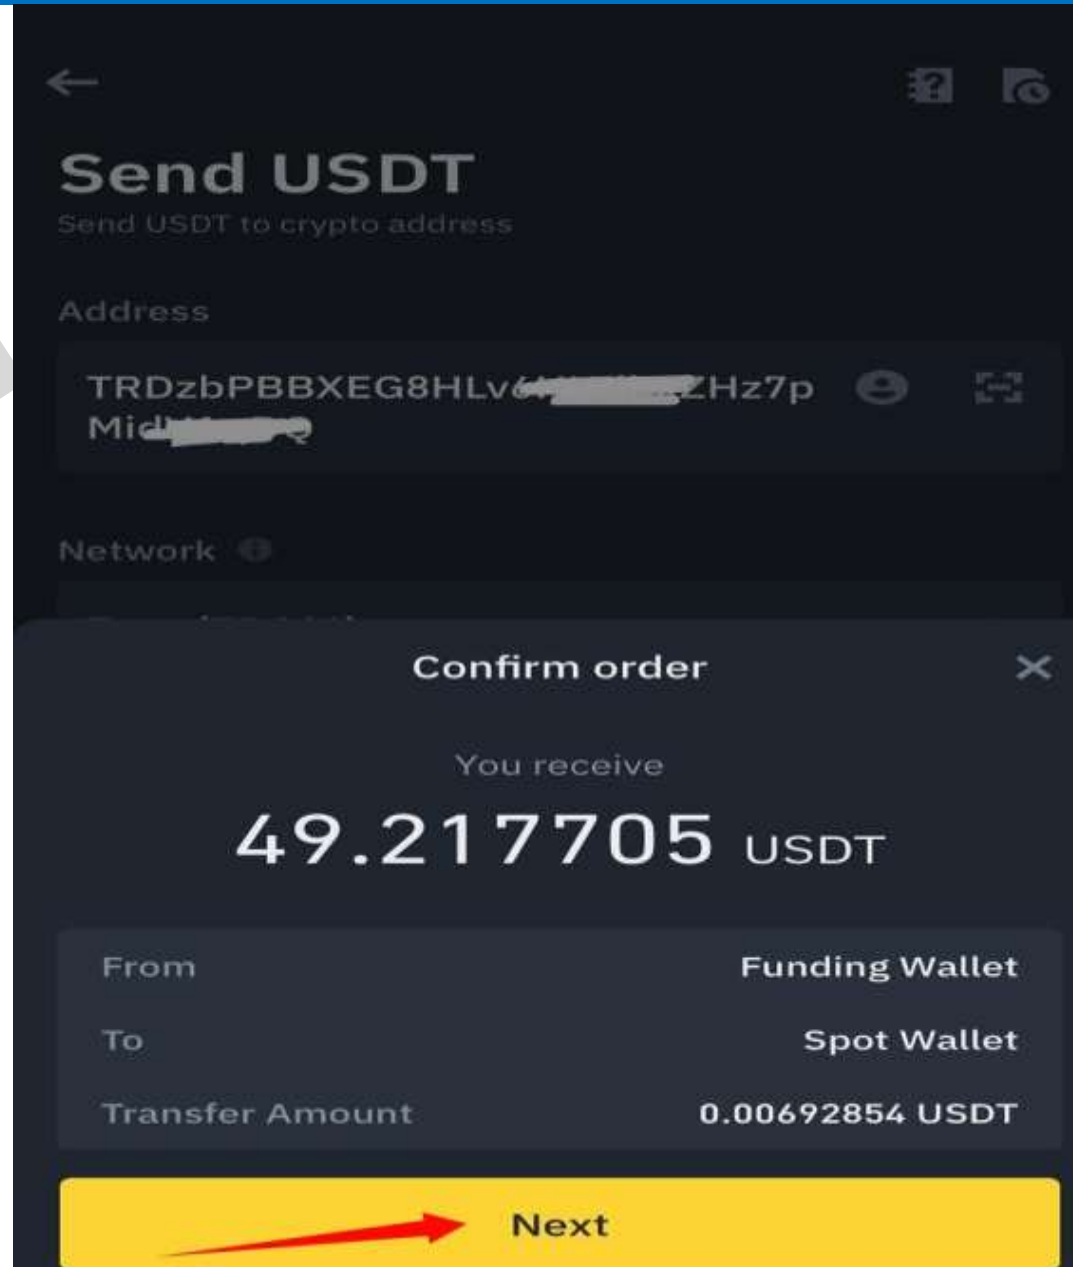 Send USDT
Send USDT to crypto address
Address
TRDzbPBBXEG8HLv ZHz7p
Mid Q
Network
Confirm order
You receive
49.217705 USDT
From Funding Wallet
To Spot Wallet
Transfer Amount 0.00692854 USDT
Next